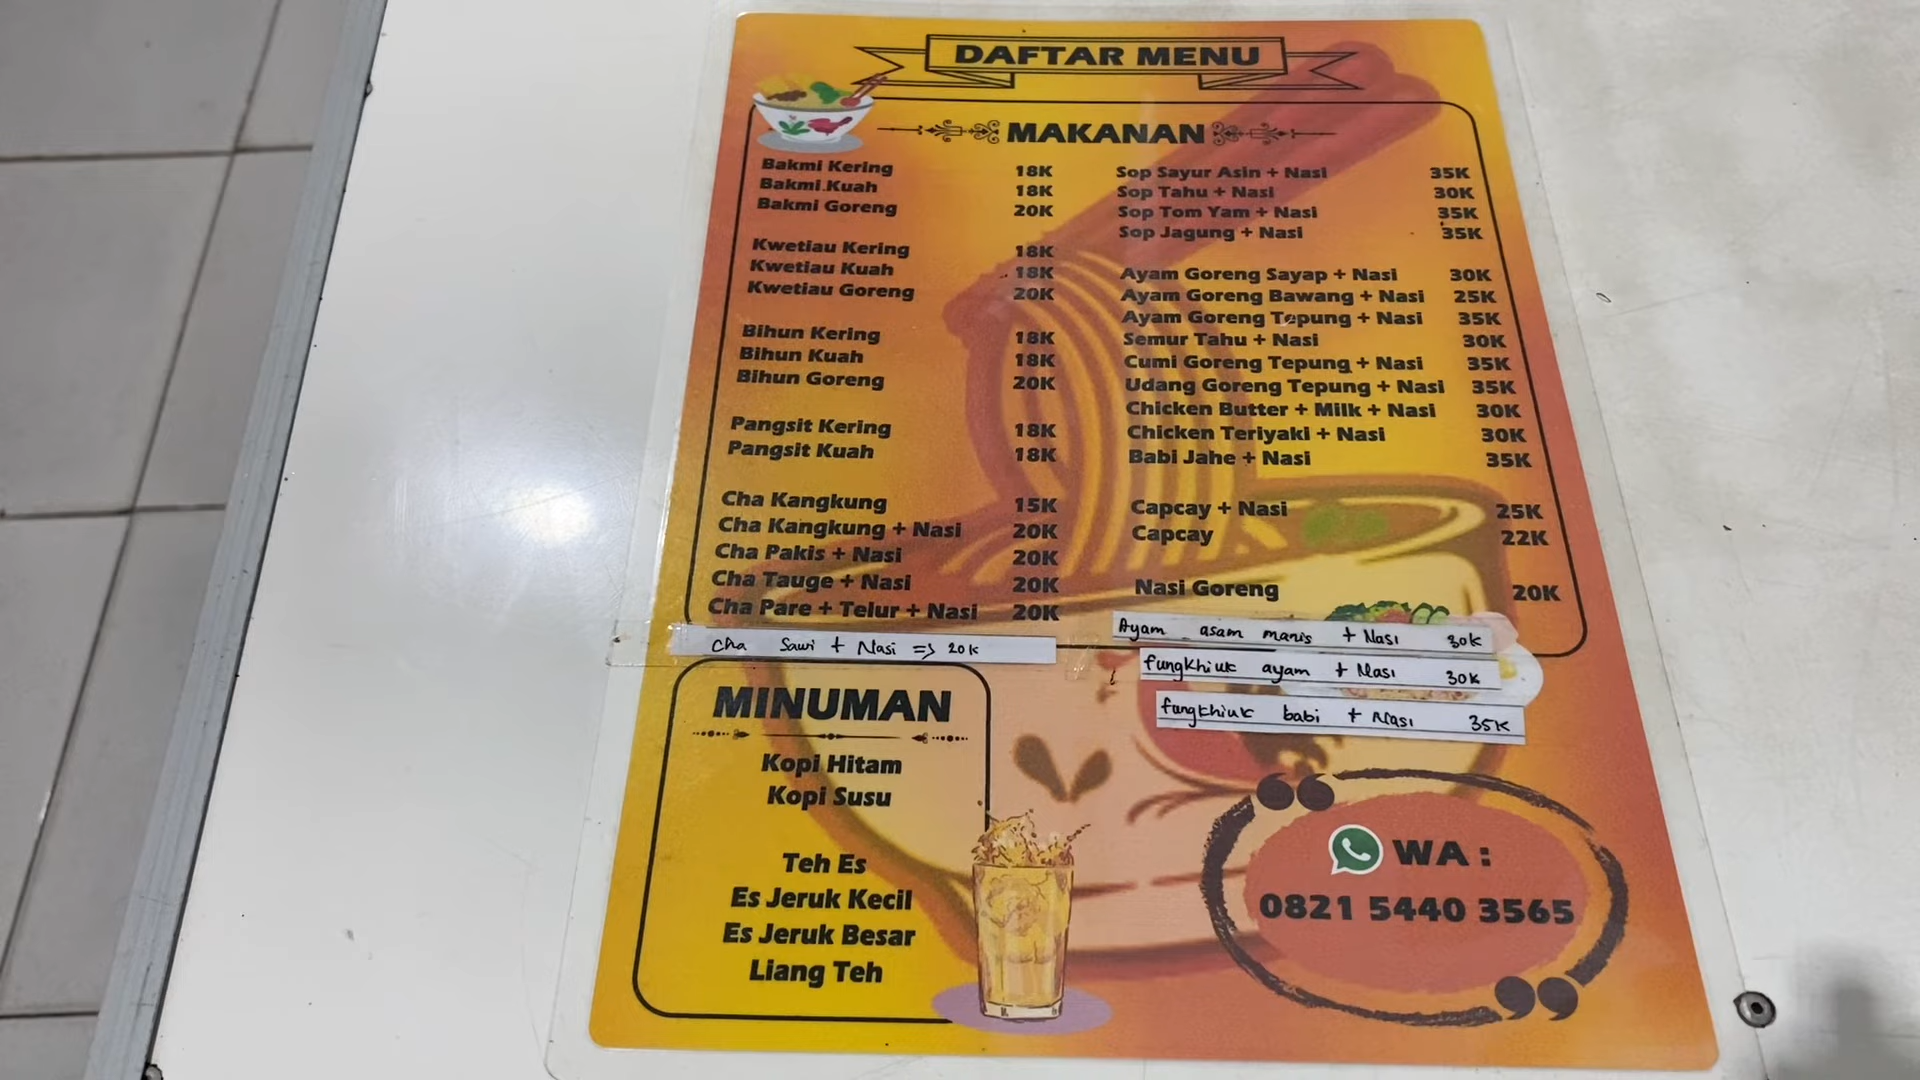 DAFTAR MENU
MAKANAN
Bakmi Kering 18K
Bakmi Kuah 18K
Bakmi Goreng 20K
Kwetiau Kering 18K
Kwetiau Kuah 18K
Kwetiau Goreng 20K
Bihun Kering 18K
Bihun Kuah 18K
Bihun Goreng 20K
Pangsit Kering 18K
Pangsit Kuah 18K
Cha Kangkung 15K
Cha Kangkung + Nasi 20K
Cha Pakis + Nasi 20K
Cha Tauge + Nasi 20K
Cha Pare + Telur + Nasi 20K
Cha Sawi + Nasi => 20K
Sop Sayur Asin + Nasi 35K
Sop Tahu + Nasi 30K
Sop Tom Yam + Nasi 35K
Sop Jagung + Nasi 35K
Ayam Goreng Sayap + Nasi 30K
Ayam Goreng Bawang + Nasi 25K
Ayam Goreng Tepung + Nasi 35K
Semur Tahu + Nasi 30K
Cumi Goreng Tepung + Nasi 35K
Udang Goreng Tepung + Nasi 35K
Chicken Butter + Milk + Nasi 30K
Chicken Teriyaki + Nasi 30K
Babi Jahe + Nasi 35K
Capcay + Nasi 25K
Capcay 22K
Nasi Goreng 20K
Ayam asam manis + Nasi 30K
fungkhiuk ayam + Nasi 30K
fungkhiuk babi + Nasi 35K
MINUMAN
Kopi Hitam
Kopi Susu
Teh Es
Es Jeruk Kecil
Es Jeruk Besar
Liang Teh
WA :
0821 5440 3565